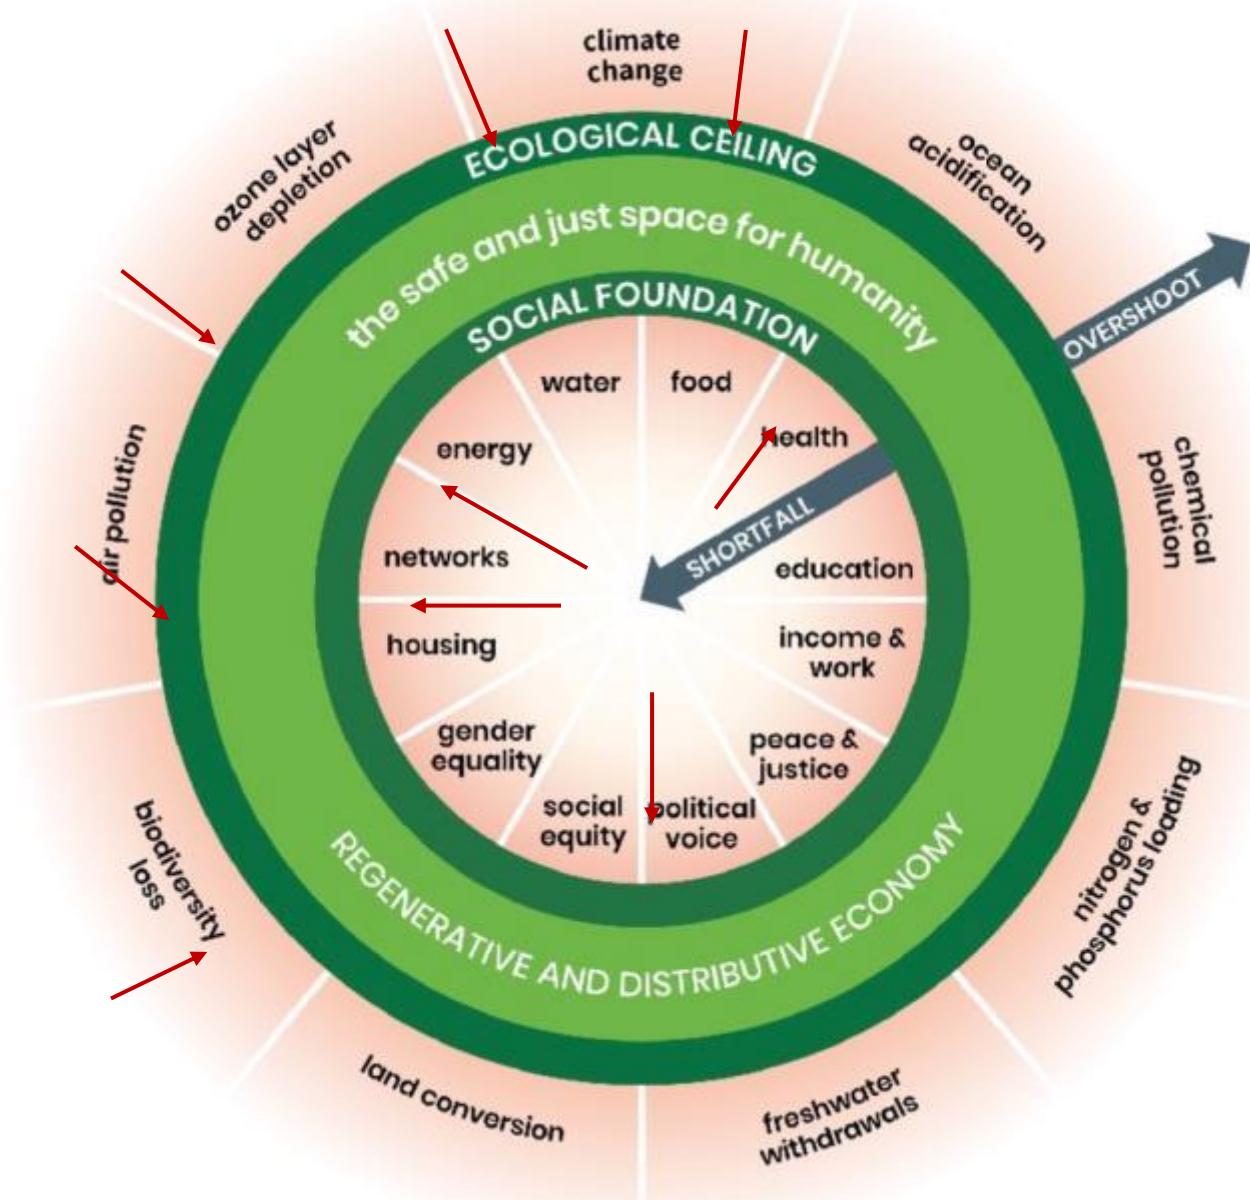 climate
change
ozone layer
depletion
ocean
acidification
ECOLOGICAL CEILING
the safe and just space for humanity
SOCIAL FOUNDATION
OVERSHOOT
water
food
energy
health
air pollution
chemical
pollution
SHORTFALL
networks
education
housing
income &
work
gender
equality
peace &
justice
social
equity
political
voice
biodiversity
loss
nitrogen &
phosphorus loading
REGENERATIVE AND DISTRIBUTIVE ECONOMY
land conversion
freshwater
withdrawals